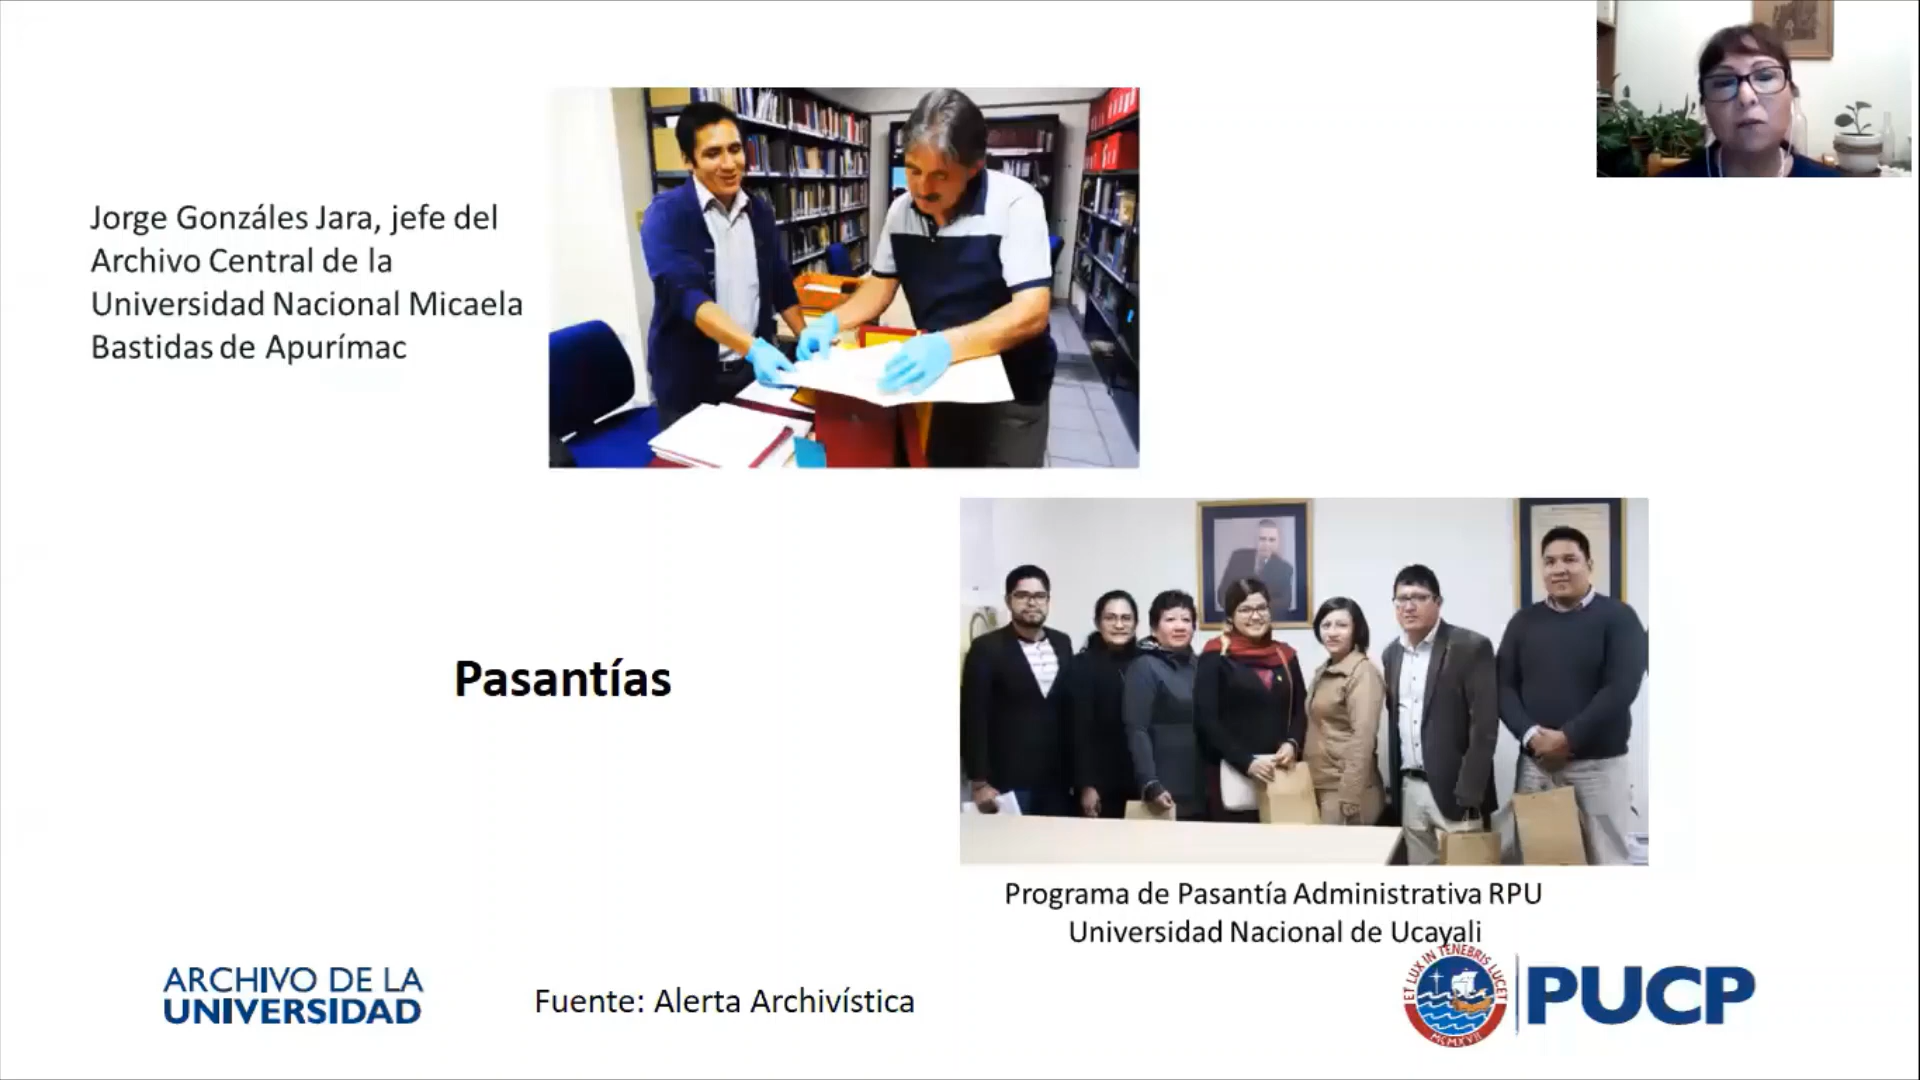 Jorge Gonzáles Jara, jefe del
Archivo Central de la
Universidad Nacional Micaela
Bastidas de Apurímac
Pasantías
Programa de Pasantía Administrativa RPU
Universidad Nacional de Ucayali
ARCHIVO DE LA
UNIVERSIDAD
Fuente: Alerta Archivística
ET LUX IN TENEBRIS LUCET
MCMXVII
PUCP